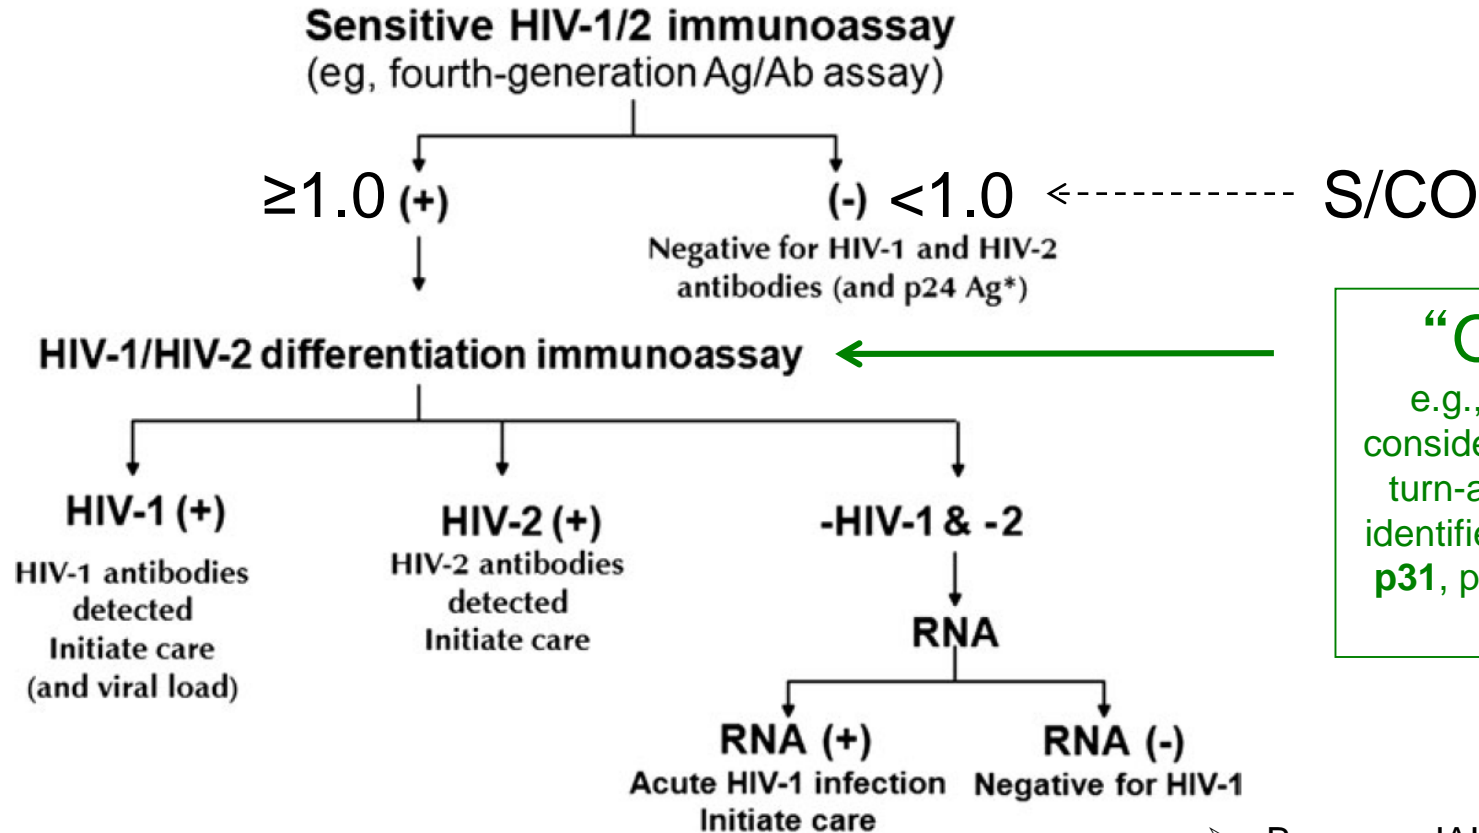 Sensitive HIV-1/2 immunoassay
(eg, fourth-generation Ag/Ab assay)
≥1.0 (+)
(-) <1.0
S/CO
Negative for HIV-1 and HIV-2
antibodies (and p24 Ag*)
HIV-1/HIV-2 differentiation immunoassay
e.g.,
turn-a
p31, p
HIV-1 (+)
HIV-1 antibodies
detected
Initiate care
(and viral load)
HIV-2 (+)
HIV-2 antibodies
detected
Initiate care
-HIV-1 & -2
RNA
RNA (+)
Acute HIV-1 infection
Initiate care
RNA (-)
Negative for HIV-1